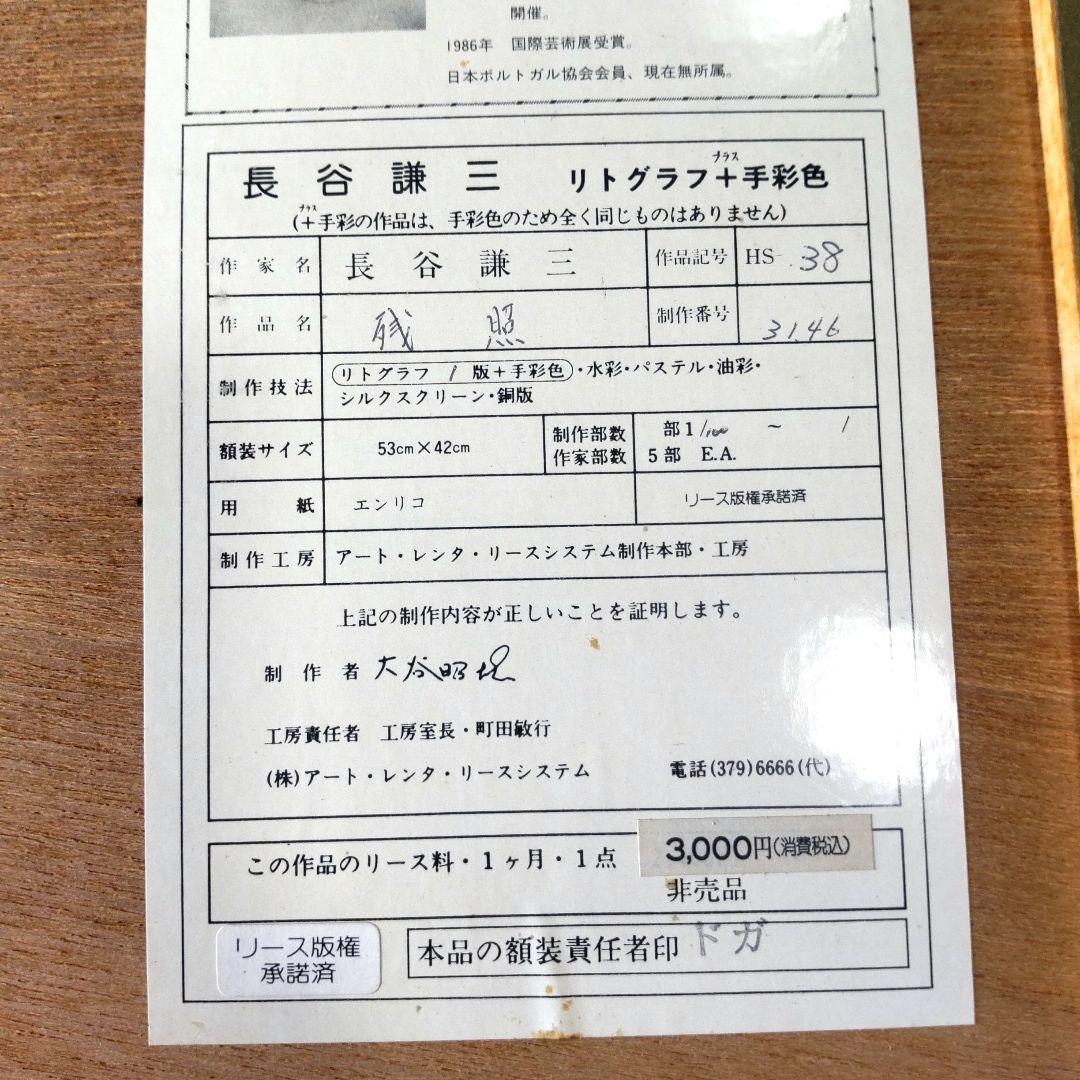 開催。
1986年 国際芸術展受賞。
日本ポルトガル協会会員、現在無所属。
長谷謙三 リトグラフ+手彩色
プラス
(+手彩の作品は、手彩色のため全く同じものはありません)
プラス
作家名 長谷謙三 作品記号 HS- 38
作品名 残照 制作番号 3146
制作技法 リトグラフ 1 版+手彩色・水彩・パステル・油彩・
シルクスクリーン・銅版
額装サイズ 53cm×42cm 制作部数 部1/100 ~ 1
作家部数 5部 E.A.
用紙 エンリコ リース版権承諾済
制作工房 アート・レンタ・リースシステム制作本部・工房
上記の制作内容が正しいことを証明します。
制作者
工房責任者 工房室長・町田敏行
(株)アート・レンタ・リースシステム 電話(379)6666(代)
この作品のリース料・1ヶ月・1点 3,000円(消費税込)
非売品
リース版権
承諾済
本品の額装責任者印 ドガ